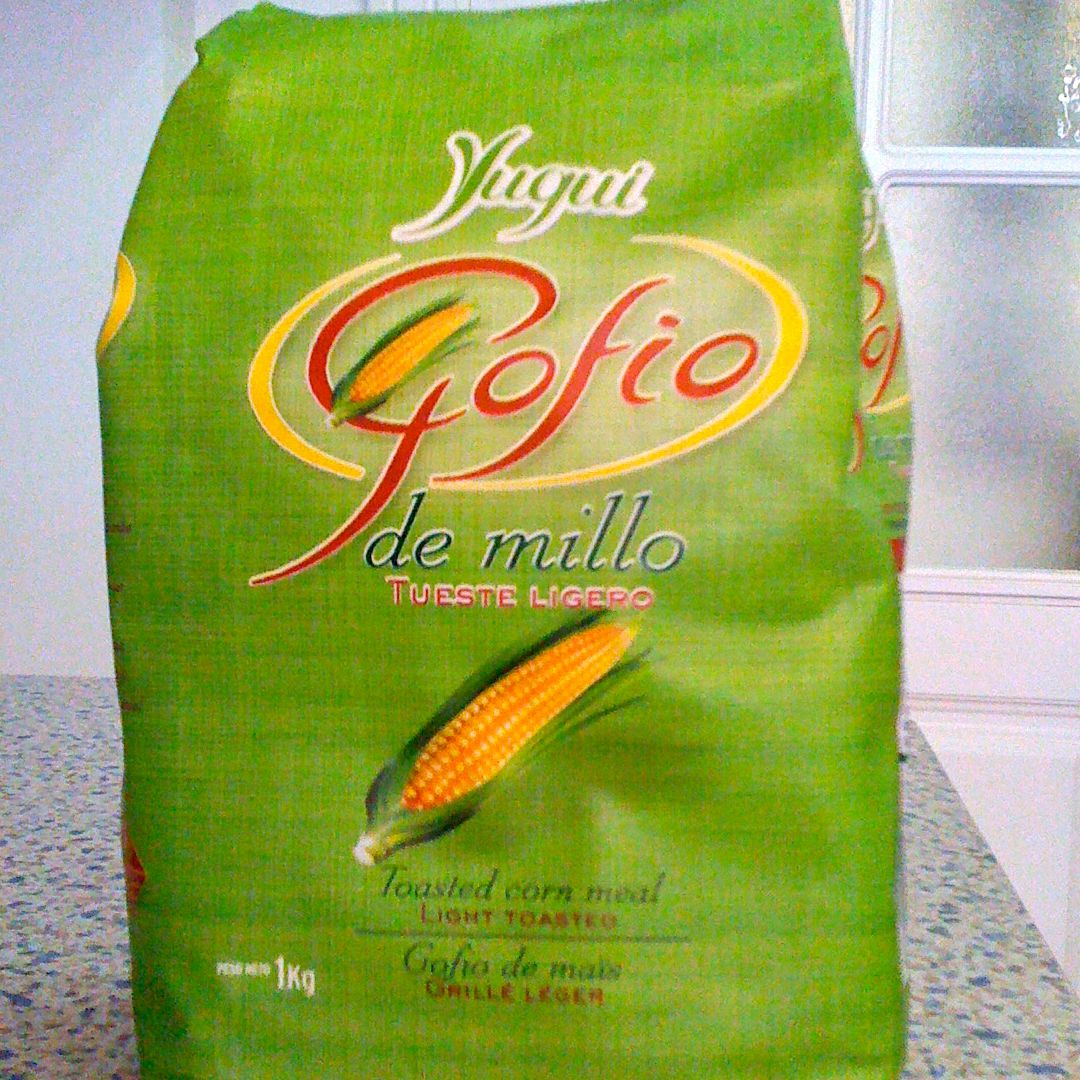 Yugui
Gofio
de millo
TUESTE LIGERO
Toasted corn meal
LIGHT TOASTED
Gofio de maïs
GRILLÉ LÉGER
PESO NETO 1Kg